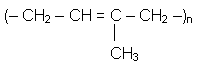 (– CH₂ – CH = C – CH₂ –)n
CH₃